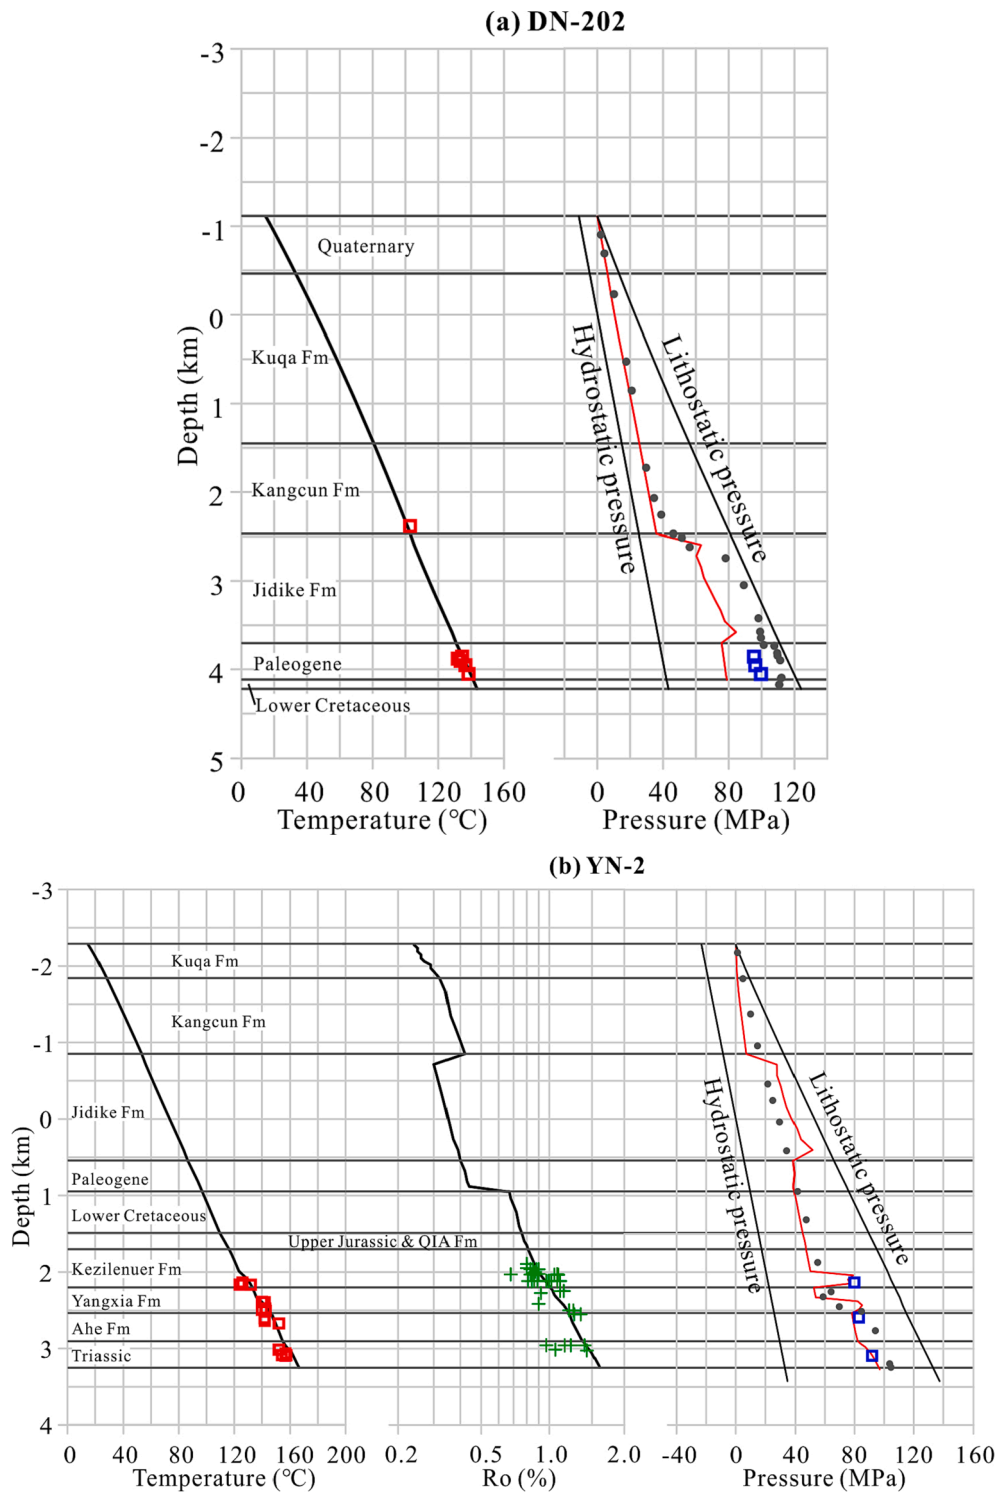 (a) DN-202
-3
-2
-1
0
1
2
3
4
5
Depth (km)
Quaternary
Kuqa Fm
Kangcun Fm
Jidike Fm
Paleogene
Lower Cretaceous
Hydrostatic pressure
Lithostatic pressure
0 40 80 120 160
0 40 80 120
Temperature (℃)
Pressure (MPa)
(b) YN-2
-3
-2
-1
0
1
2
3
4
Depth (km)
Kuqa Fm
Kangcun Fm
Jidike Fm
Paleogene
Lower Cretaceous
Upper Jurassic & QIA Fm
Kezilenuer Fm
Yangxia Fm
Ahe Fm
Triassic
Hydrostatic pressure
Lithostatic pressure
0 40 80 120 160 200
0.2 0.5 1.0 2.0
-40 0 40 80 120 160
Temperature (℃)
Ro (%)
Pressure (MPa)